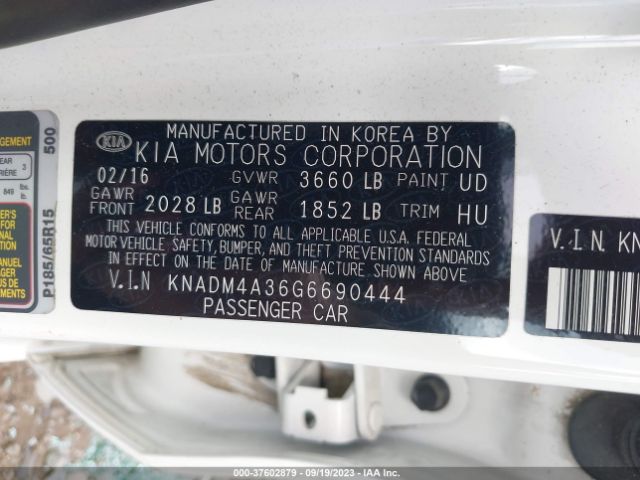 MANUFACTURED IN KOREA BY
KIA KIA MOTORS CORPORATION
02/16 GVWR 3660 LB PAINT UD
GAWR FRONT 2028 LB GAWR REAR 1852 LB TRIM HU
THIS VEHICLE CONFORMS TO ALL APPLICABLE U.S.A. FEDERAL
MOTOR VEHICLE SAFETY, BUMPER, AND THEFT PREVENTION STANDARDS
IN EFFECT ON THE DATE OF MANUFACTURE SHOWN ABOVE
V.I.N KNADM4A36G6690444
PASSENGER CAR
500
P185/65R15
849 lbs.
V.I.N. KN
000-37602879 - 09/19/2023 - IAA Inc.